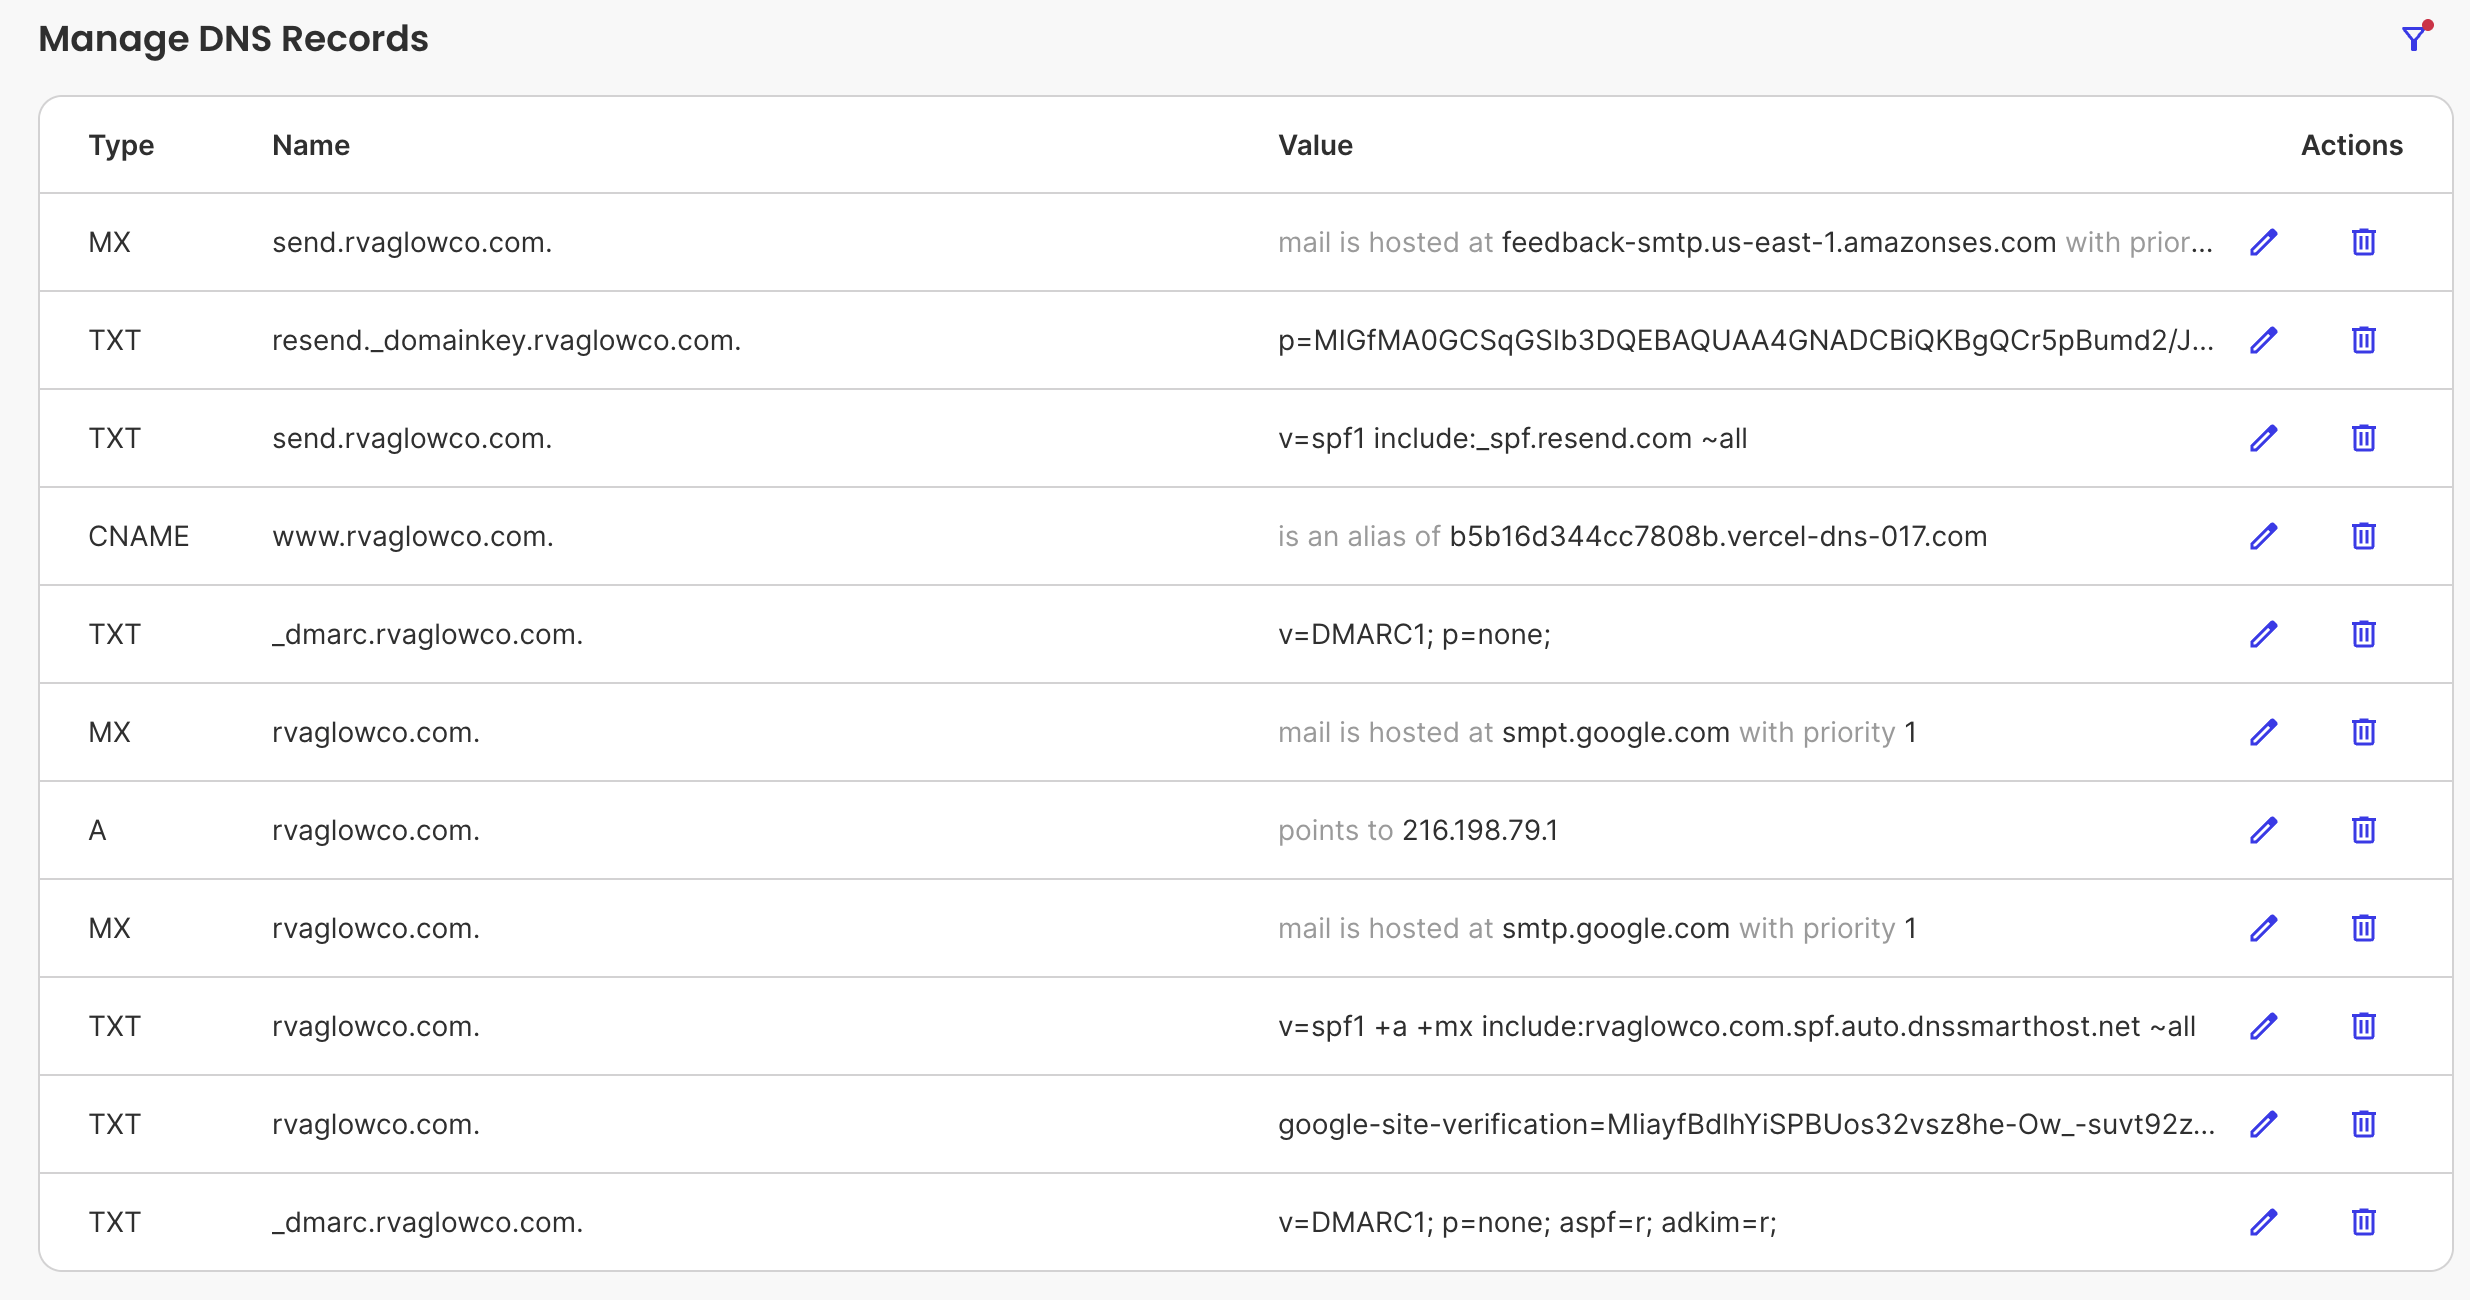 Manage DNS Records
Type Name Value Actions
MX send.rvaglowco.com. mail is hosted at feedback-smtp.us-east-1.amazonses.com with prior...
TXT resend._domainkey.rvaglowco.com. p=MIGfMA0GCSqGSIb3DQEBAQUAA4GNADCBiQKBgQCr5pBumd2/J...
TXT send.rvaglowco.com. v=spf1 include:_spf.resend.com ~all
CNAME www.rvaglowco.com. is an alias of b5b16d344cc7808b.vercel-dns-017.com
TXT _dmarc.rvaglowco.com. v=DMARC1; p=none;
MX rvaglowco.com. mail is hosted at smpt.google.com with priority 1
A rvaglowco.com. points to 216.198.79.1
MX rvaglowco.com. mail is hosted at smtp.google.com with priority 1
TXT rvaglowco.com. v=spf1 +a +mx include:rvaglowco.com.spf.auto.dnssmarthost.net ~all
TXT rvaglowco.com. google-site-verification=MIiayfBdlhYiSPBUos32vsz8he-Ow_-suvt92z...
TXT _dmarc.rvaglowco.com. v=DMARC1; p=none; aspf=r; adkim=r;